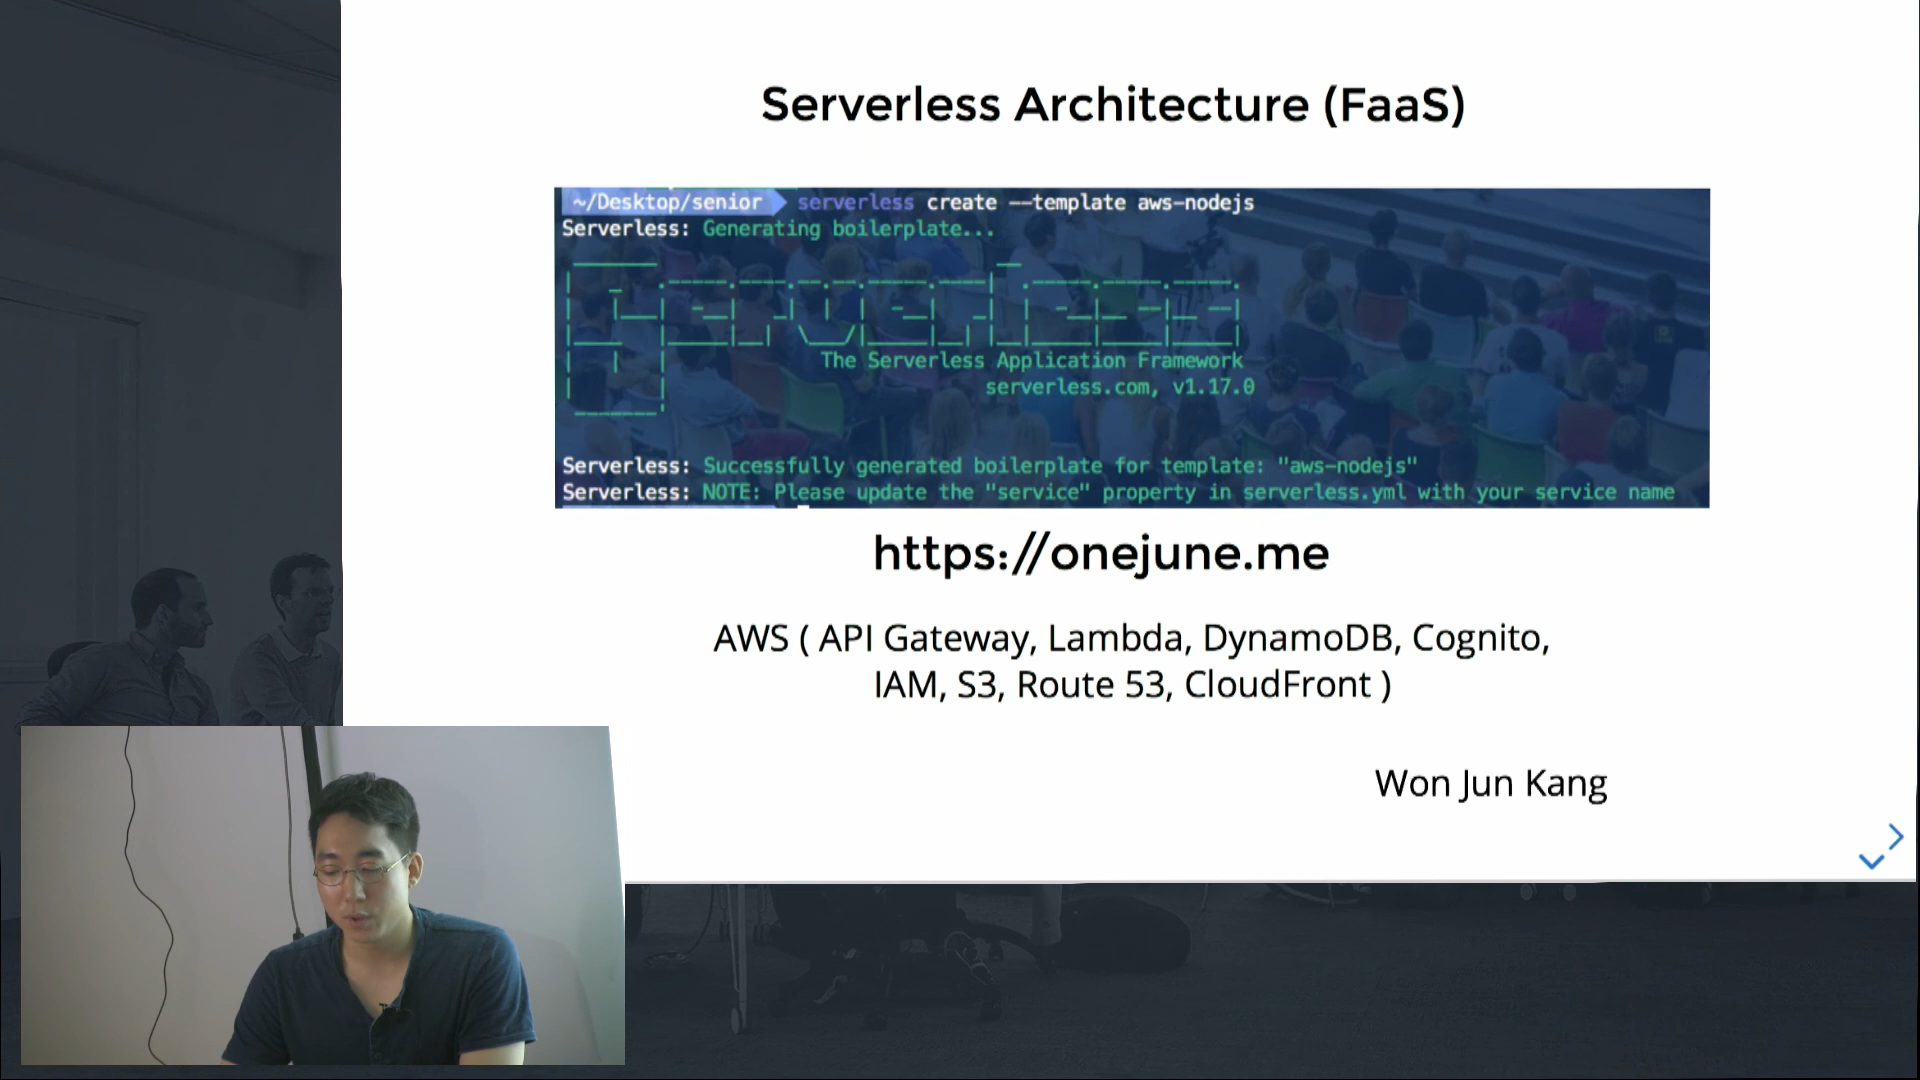 Serverless Architecture (FaaS)
~/Desktop/senior serverless create --template aws-nodejs
Serverless: Generating boilerplate...
Serverless
The Serverless Application Framework
serverless.com, v1.17.0
Serverless: Successfully generated boilerplate for template: "aws-nodejs"
Serverless: NOTE: Please update the "service" property in serverless.yml with your service name
https://onejune.me
AWS ( API Gateway, Lambda, DynamoDB, Cognito,
IAM, S3, Route 53, CloudFront )
Won Jun Kang